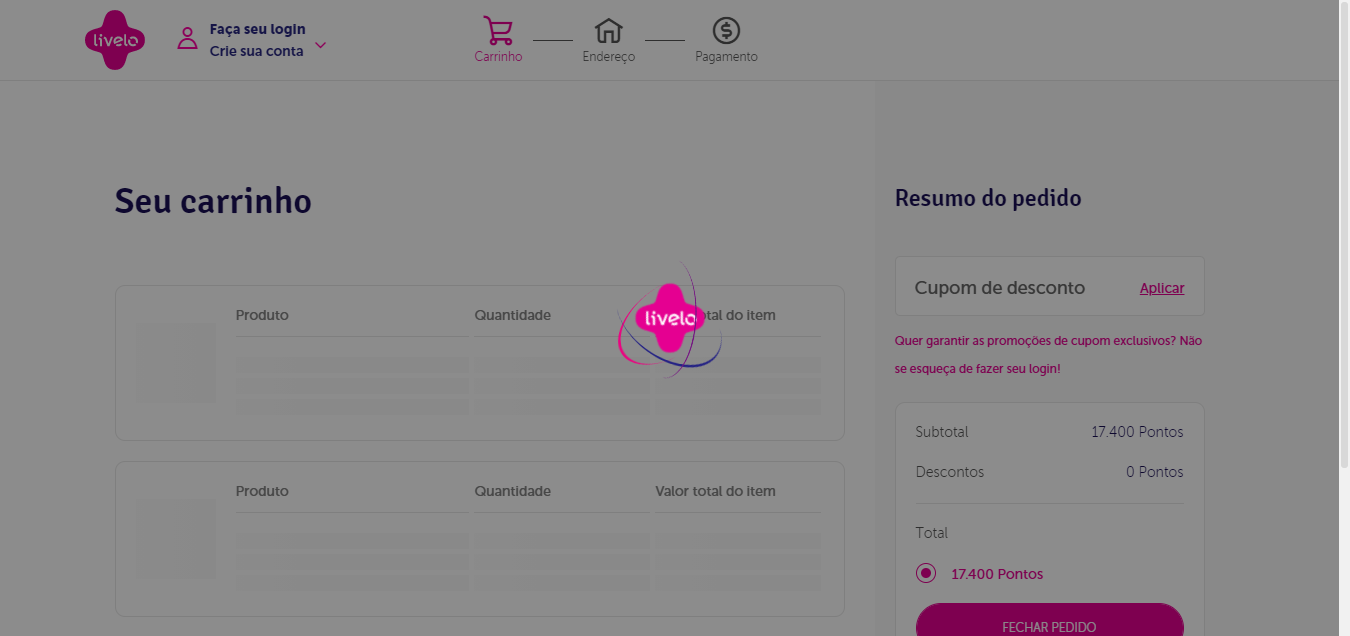 livelo
Faça seu login
Crie sua conta
Carrinho
Endereço
Pagamento
Seu carrinho
Resumo do pedido
Cupom de desconto
Aplicar
Quer garantir as promoções de cupom exclusivos? Não
se esqueça de fazer seu login!
Produto
Quantidade
livelo
tal do item
Subtotal
17.400 Pontos
Descontos
0 Pontos
Produto
Quantidade
Valor total do item
Total
17.400 Pontos
FECHAR PEDIDO